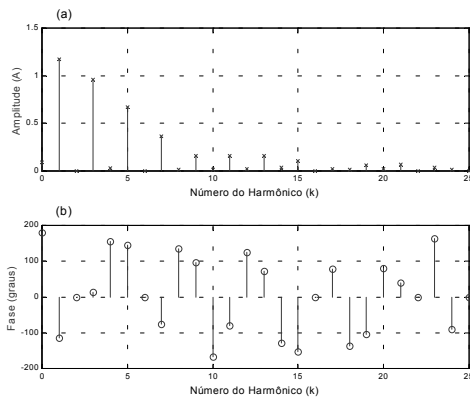 (a)
1.5
1
0.5
0
Amplitude (A)
0 5 10 15 20 25
Número do Harmônico (k)
(b)
200
100
0
-100
-200
Fase (graus)
0 5 10 15 20 25
Número do Harmônico (k)